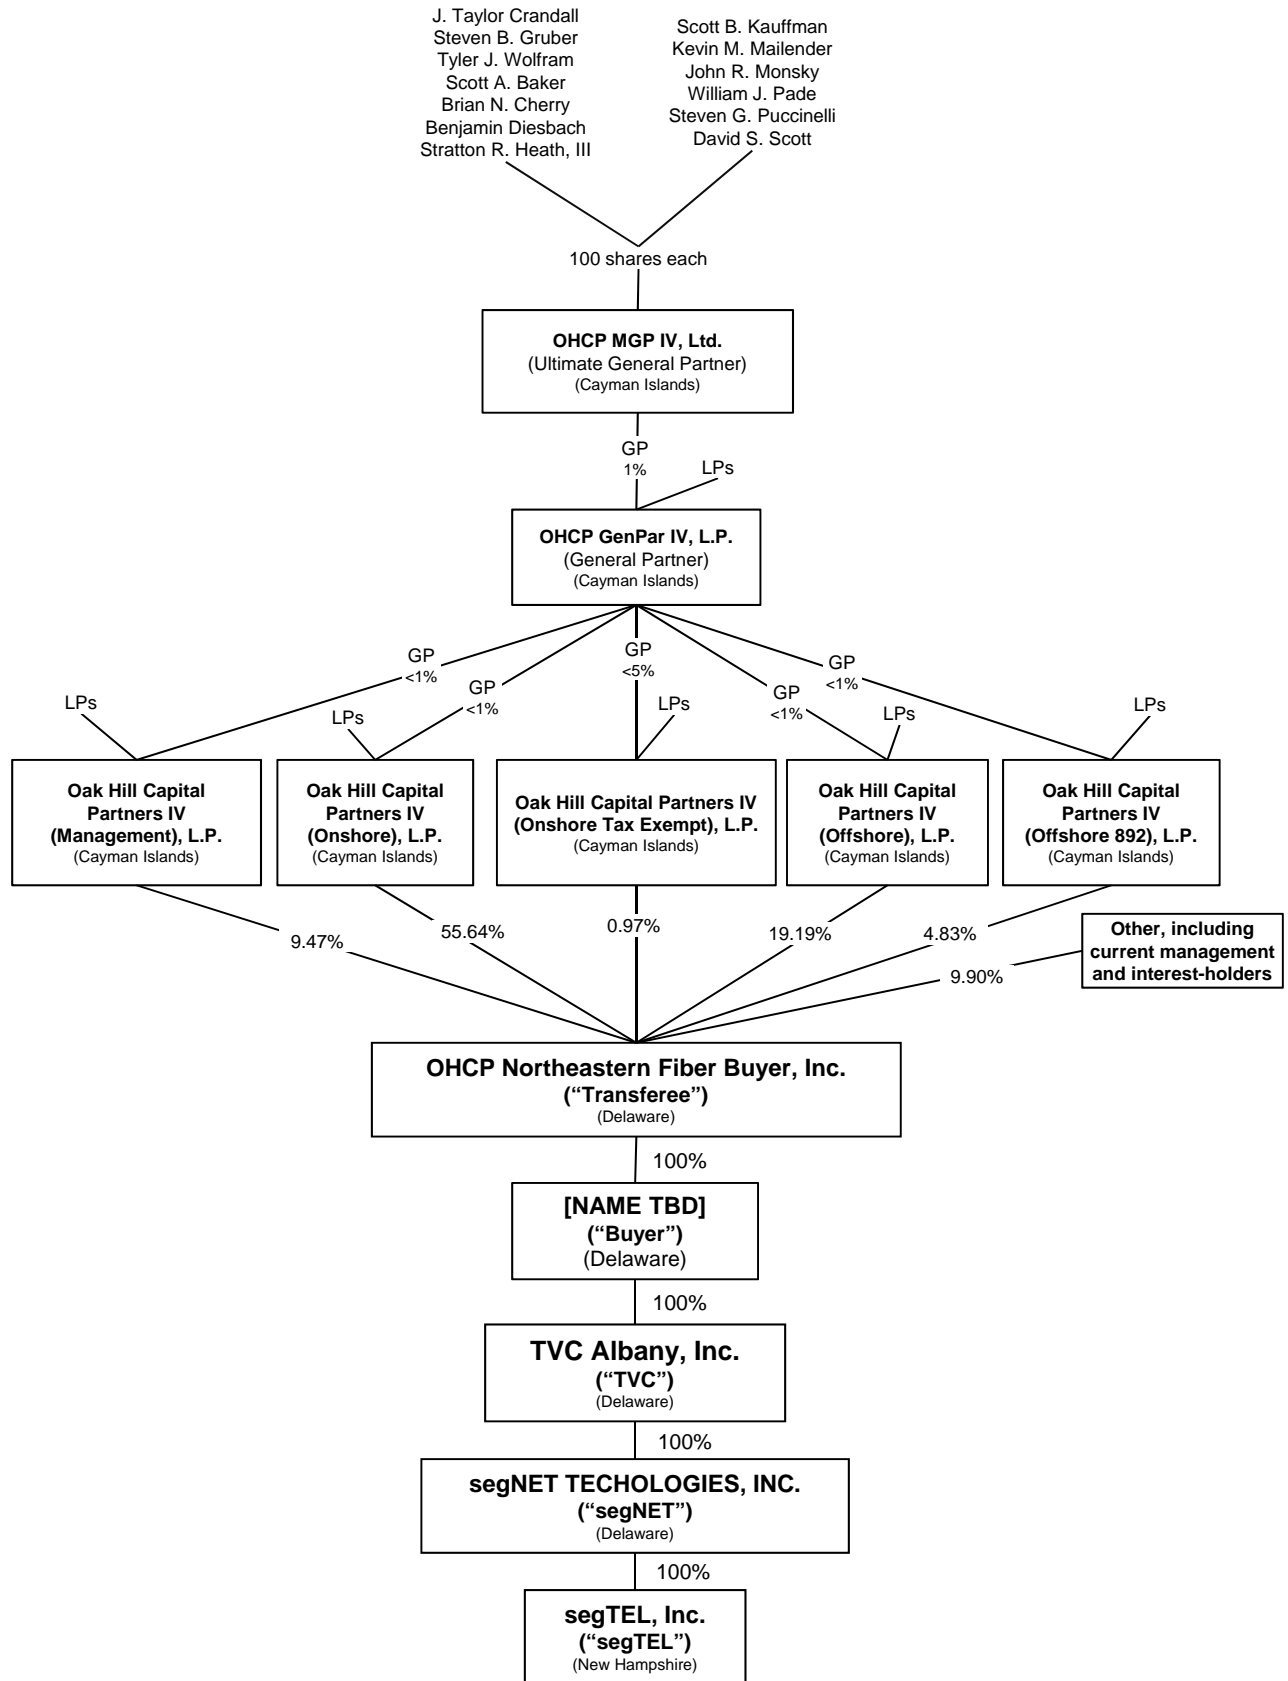 J. Taylor Crandall
Steven B. Gruber
Tyler J. Wolfram
Scott A. Baker
Brian N. Cherry
Benjamin Diesbach
Stratton R. Heath, III
Scott B. Kauffman
Kevin M. Mailender
John R. Monsky
William J. Pade
Steven G. Puccinelli
David S. Scott
100 shares each
OHCP MGP IV, Ltd.
(Ultimate General Partner)
(Cayman Islands)
GP
1%
LPs
OHCP GenPar IV, L.P.
(General Partner)
(Cayman Islands)
GP
<1%
GP
<1%
GP
<5%
GP
<1%
GP
<1%
LPs
LPs
LPs
LPs
LPs
Oak Hill Capital
Partners IV
(Management), L.P.
(Cayman Islands)
Oak Hill Capital
Partners IV
(Onshore), L.P.
(Cayman Islands)
Oak Hill Capital Partners IV
(Onshore Tax Exempt), L.P.
(Cayman Islands)
Oak Hill Capital
Partners IV
(Offshore), L.P.
(Cayman Islands)
Oak Hill Capital
Partners IV
(Offshore 892), L.P.
(Cayman Islands)
9.47%
55.64%
0.97%
19.19%
4.83%
Other, including
current management
and interest-holders
9.90%
OHCP Northeastern Fiber Buyer, Inc.
(“Transferee”)
(Delaware)
100%
[NAME TBD]
(“Buyer”)
(Delaware)
100%
TVC Albany, Inc.
(“TVC”)
(Delaware)
100%
segNET TECHOLOGIES, INC.
(“segNET”)
(Delaware)
100%
segTEL, Inc.
(“segTEL”)
(New Hampshire)